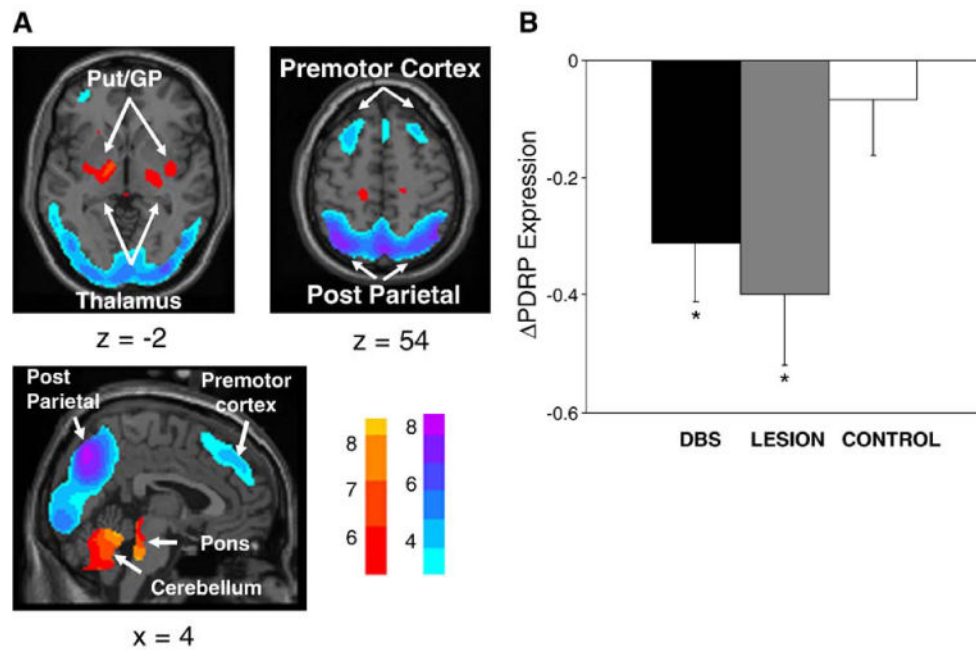 A
Put/GP
Thalamus
z = -2
Premotor Cortex
Post Parietal
z = 54
Post
Parietal
Premotor
cortex
Pons
Cerebellum
x = 4
8
7
6
8
6
4
B
ΔPDRP Expression
0
-0.2
-0.4
-0.6
*
*
DBS LESION CONTROL